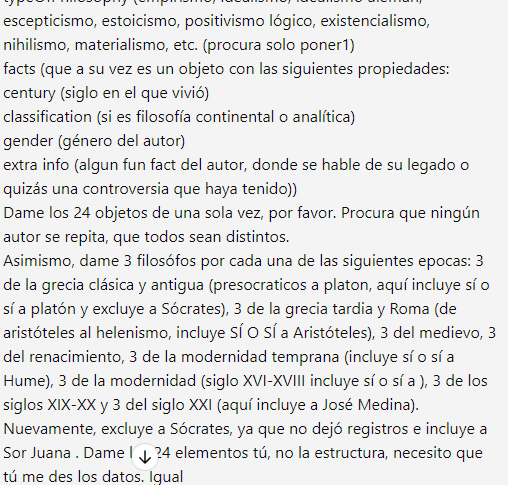 typeOfPhilosophy (empirismo, idealismo, idealismo alemán,
escepticismo, estoicismo, positivismo lógico, existencialismo,
nihilismo, materialismo, etc. (procura solo poner1)
facts (que a su vez es un objeto con las siguientes propiedades:
century (siglo en el que vivió)
classification (si es filosofía continental o analítica)
gender (género del autor)
extra info (algun fun fact del autor, donde se hable de su legado o
quizás una controversia que haya tenido))
Dame los 24 objetos de una sola vez, por favor. Procura que ningún
autor se repita, que todos sean distintos.
Asimismo, dame 3 filosófos por cada una de las siguientes epocas: 3
de la grecia clásica y antigua (presocraticos a platon, aquí incluye sí o
sí a platón y excluye a Sócrates), 3 de la grecia tardia y Roma (de
aristóteles al helenismo, incluye SÍ O SÍ a Aristóteles), 3 del medievo, 3
del renacimiento, 3 de la modernidad temprana (incluye sí o sí a
Hume), 3 de la modernidad (siglo XVI-XVIII incluye sí o sí a ), 3 de los
siglos XIX-XX y 3 del siglo XXI (aquí incluye a José Medina).
Nuevamente, excluye a Sócrates, ya que no dejó registros e incluye a
Sor Juana . Dame 24 elementos tú, no la estructura, necesito que
tú me des los datos. Igual